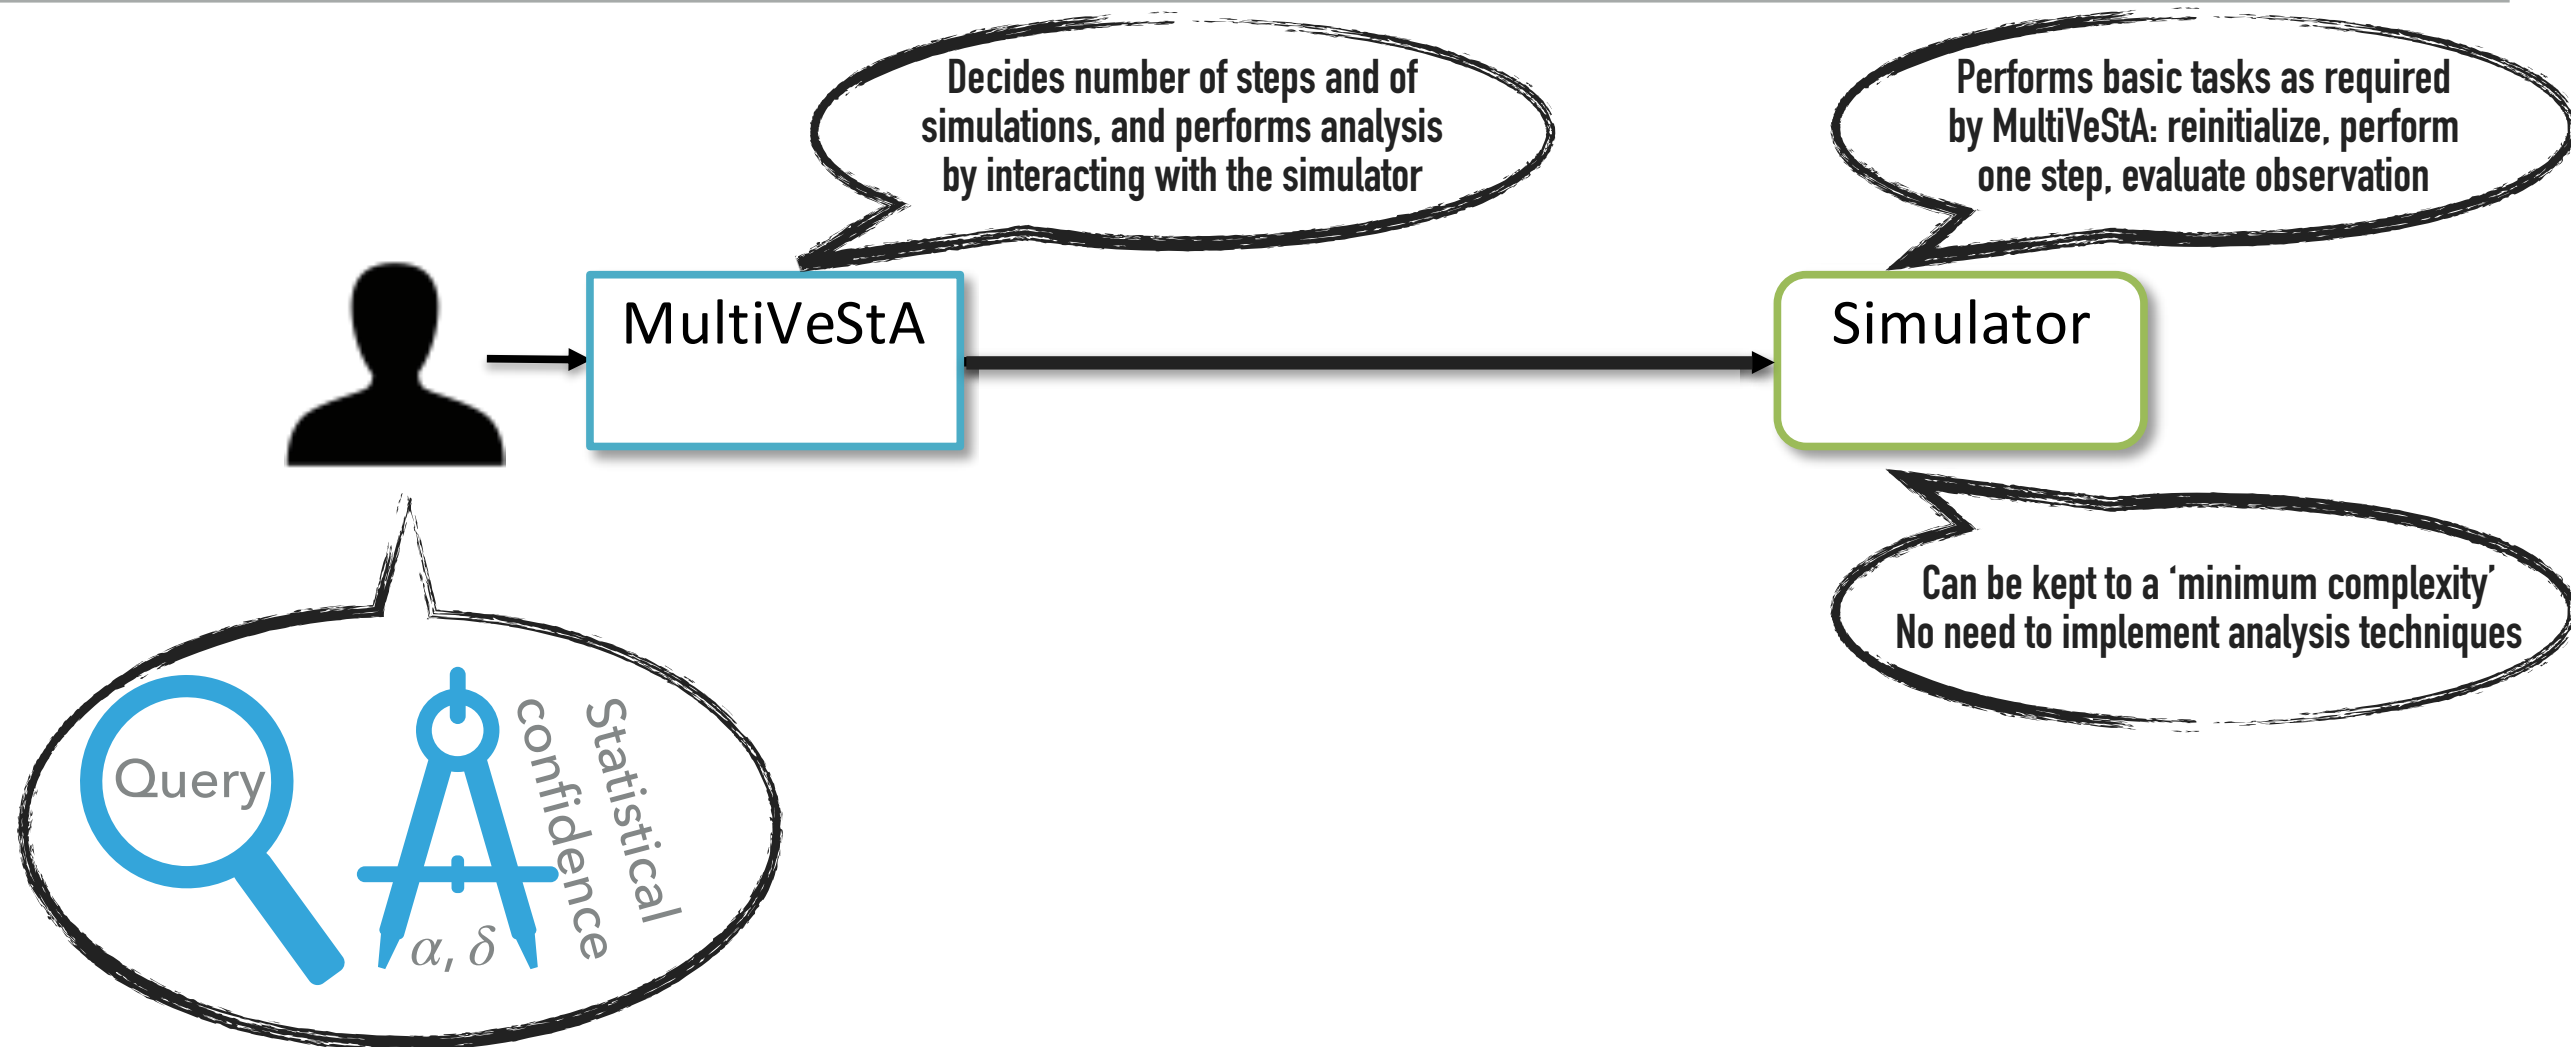 Decides number of steps and of
simulations, and performs analysis
by interacting with the simulator
Performs basic tasks as required
by MultiVeStA: reinitialize, perform
one step, evaluate observation
MultiVeStA
Simulator
Can be kept to a ‘minimum complexity’
No need to implement analysis techniques
Query
α, δ
Statistical
confidence